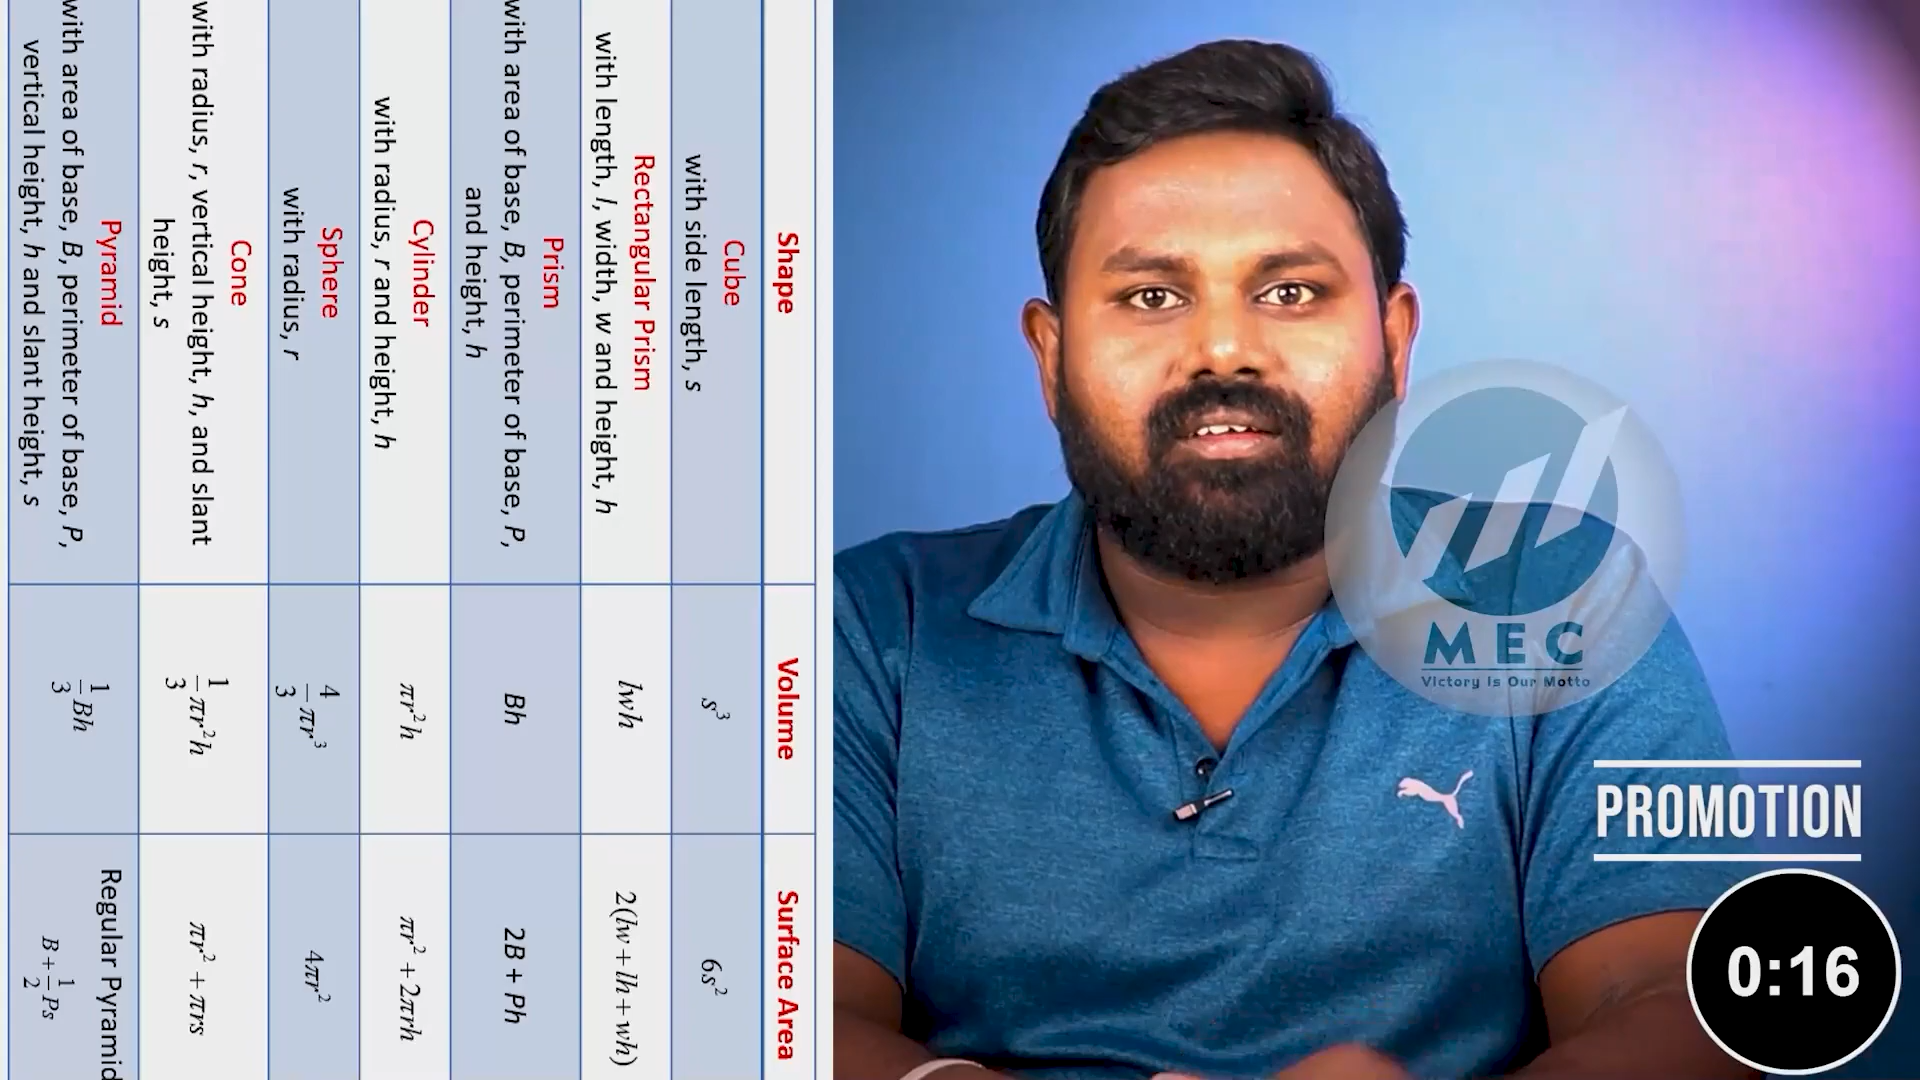 Shape Volume Surface Area
Cube
with side length, s
s³
6s²
Rectangular Prism
with length, l, width, w and height, h
lwh
2(lw + lh + wh)
Prism
with area of base, B, perimeter of base, P,
and height, h
Bh
2B + Ph
Cylinder
with radius, r and height, h
πr²h
πr² + 2πrh
Sphere
with radius, r
4/3 πr³
4πr²
Cone
with radius, r, vertical height, h, and slant
height, s
1/3 πr²h
πr² + πrs
Pyramid
with area of base, B, perimeter of base, P,
vertical height, h and slant height, s
1/3 Bh
Regular Pyramid
B + 1/2 Ps
MEC
Victory Is Our Motto
PROMOTION
0:16